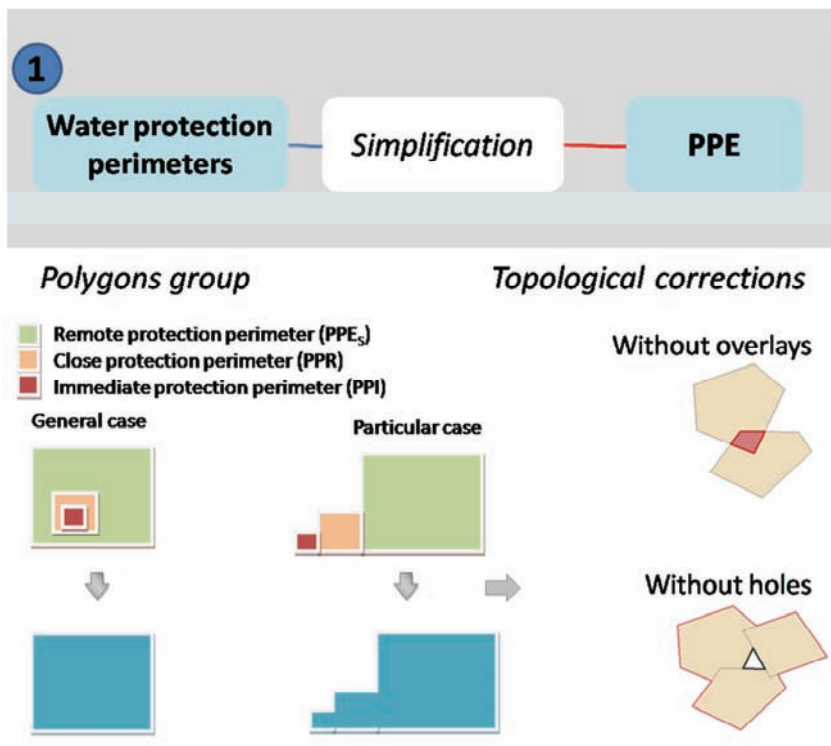 1
Water protection
perimeters
Simplification
PPE
Polygons group
Topological corrections
Remote protection perimeter (PPEs)
Close protection perimeter (PPR)
Immediate protection perimeter (PPI)
Without overlays
General case
Particular case
Without holes